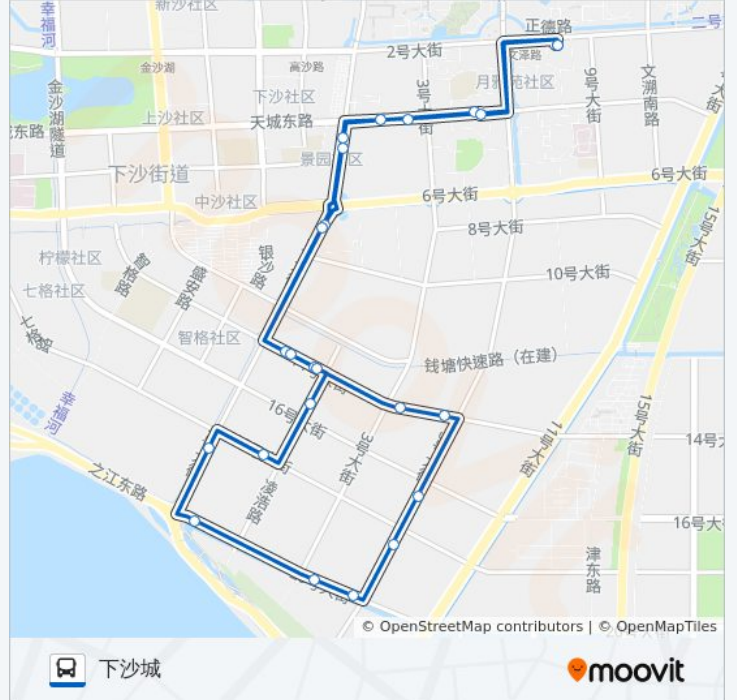 新沙社区
幸福河
正德路
二号
2号大街
文泽路
金沙湖
高沙路
月雅苑社区
3号大街
9号大街
文溯南路
大街
金沙湖隧道
下沙社区
上沙社区
天城东路
东路
景园社区
下沙街道
6号大街
中沙社区
6号大街
15号大街
8号大街
银沙路
柠檬社区
智格路
盛安路
10号大街
七格社区
七格路
智格社区
钱塘快速路（在建）
幸福河
16号大街
3号大街
11号大街
15号大街
14号
之江东路
凌浩路
16号大
津东路
© OpenStreetMap contributors | © OpenMapTiles
下沙城
moovit